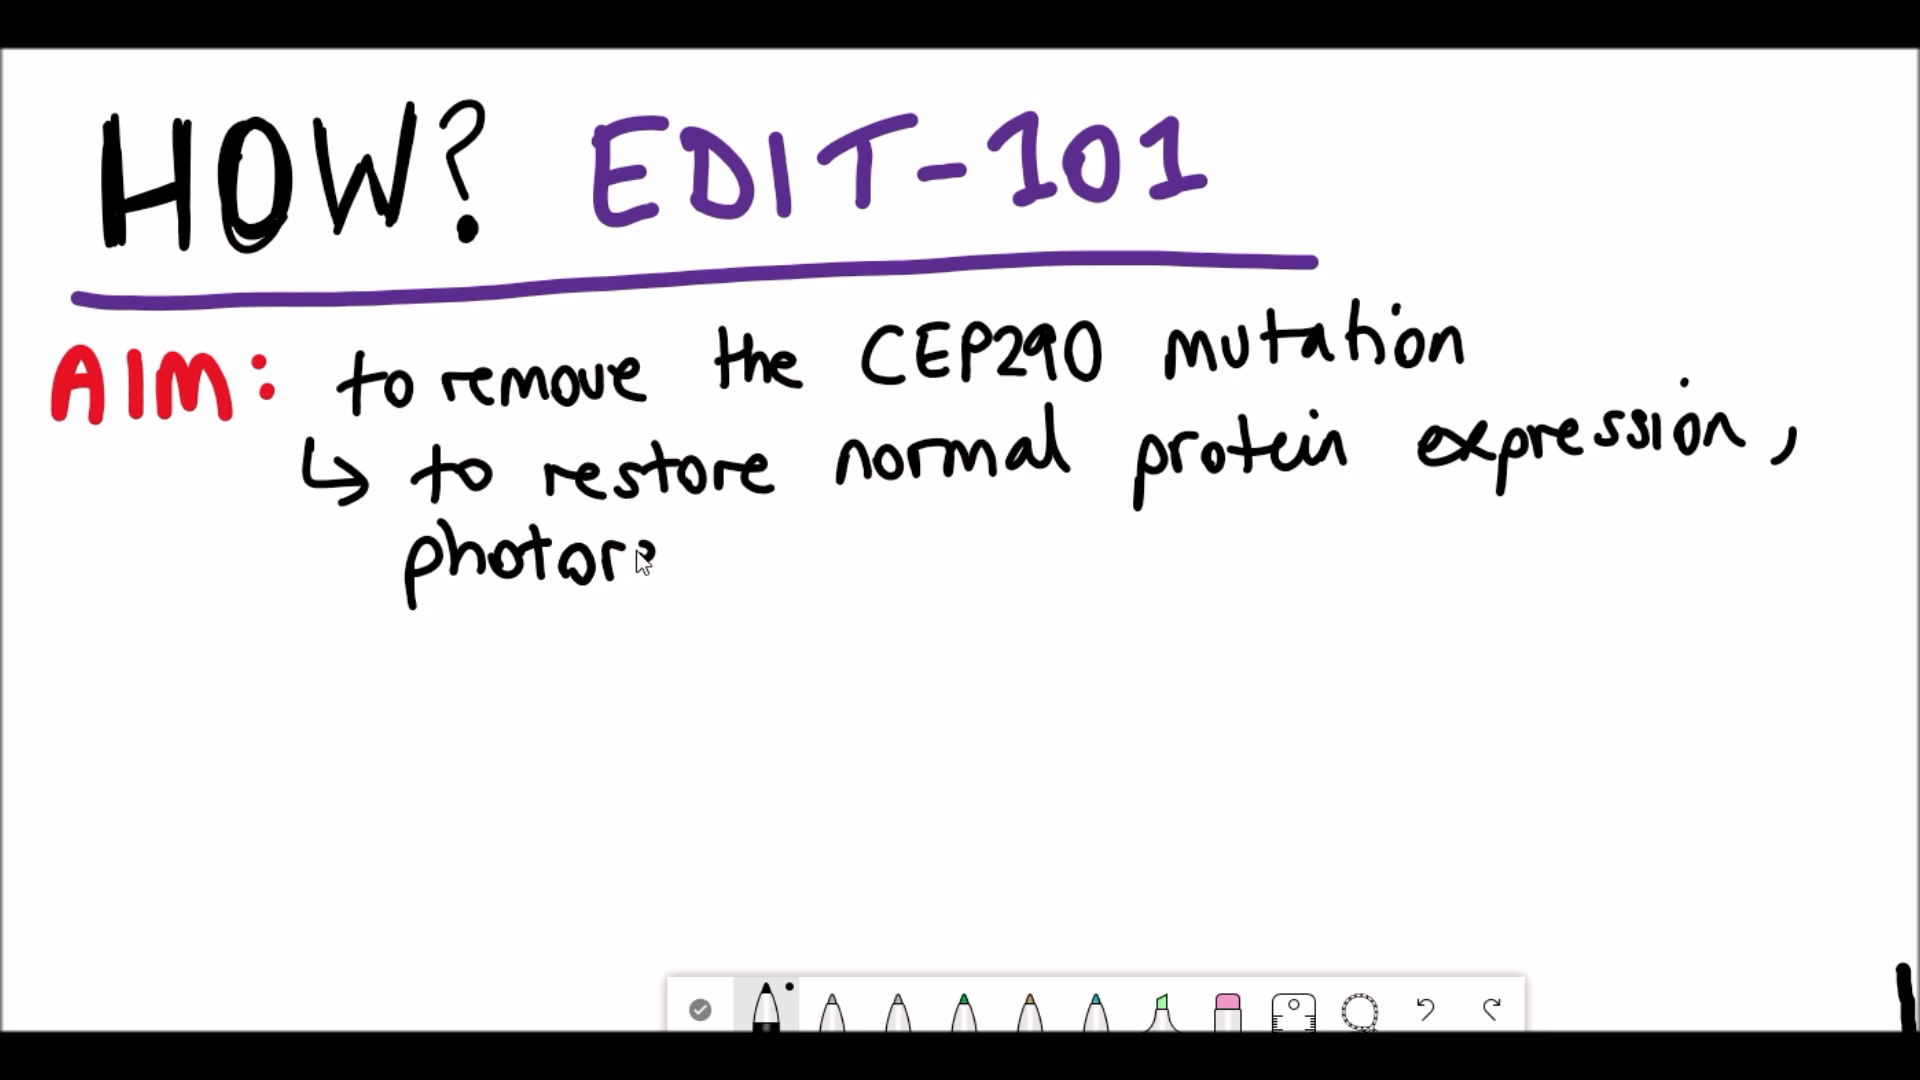 HOW? EDIT-101
AIM: to remove the CEP290 mutation
↳ to restore normal protein expression,
photor